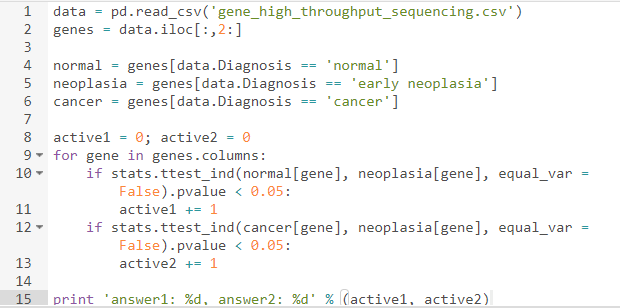 1 data = pd.read_csv('gene_high_throughput_sequencing.csv')
2 genes = data.iloc[:,2:]
3
4 normal = genes[data.Diagnosis == 'normal']
5 neoplasia = genes[data.Diagnosis == 'early neoplasia']
6 cancer = genes[data.Diagnosis == 'cancer']
7
8 active1 = 0; active2 = 0
9 for gene in genes.columns:
10 if stats.ttest_ind(normal[gene], neoplasia[gene], equal_var =
False).pvalue < 0.05:
11 active1 += 1
12 if stats.ttest_ind(cancer[gene], neoplasia[gene], equal_var =
False).pvalue < 0.05:
13 active2 += 1
14
15 print 'answer1: %d, answer2: %d' % (active1, active2)